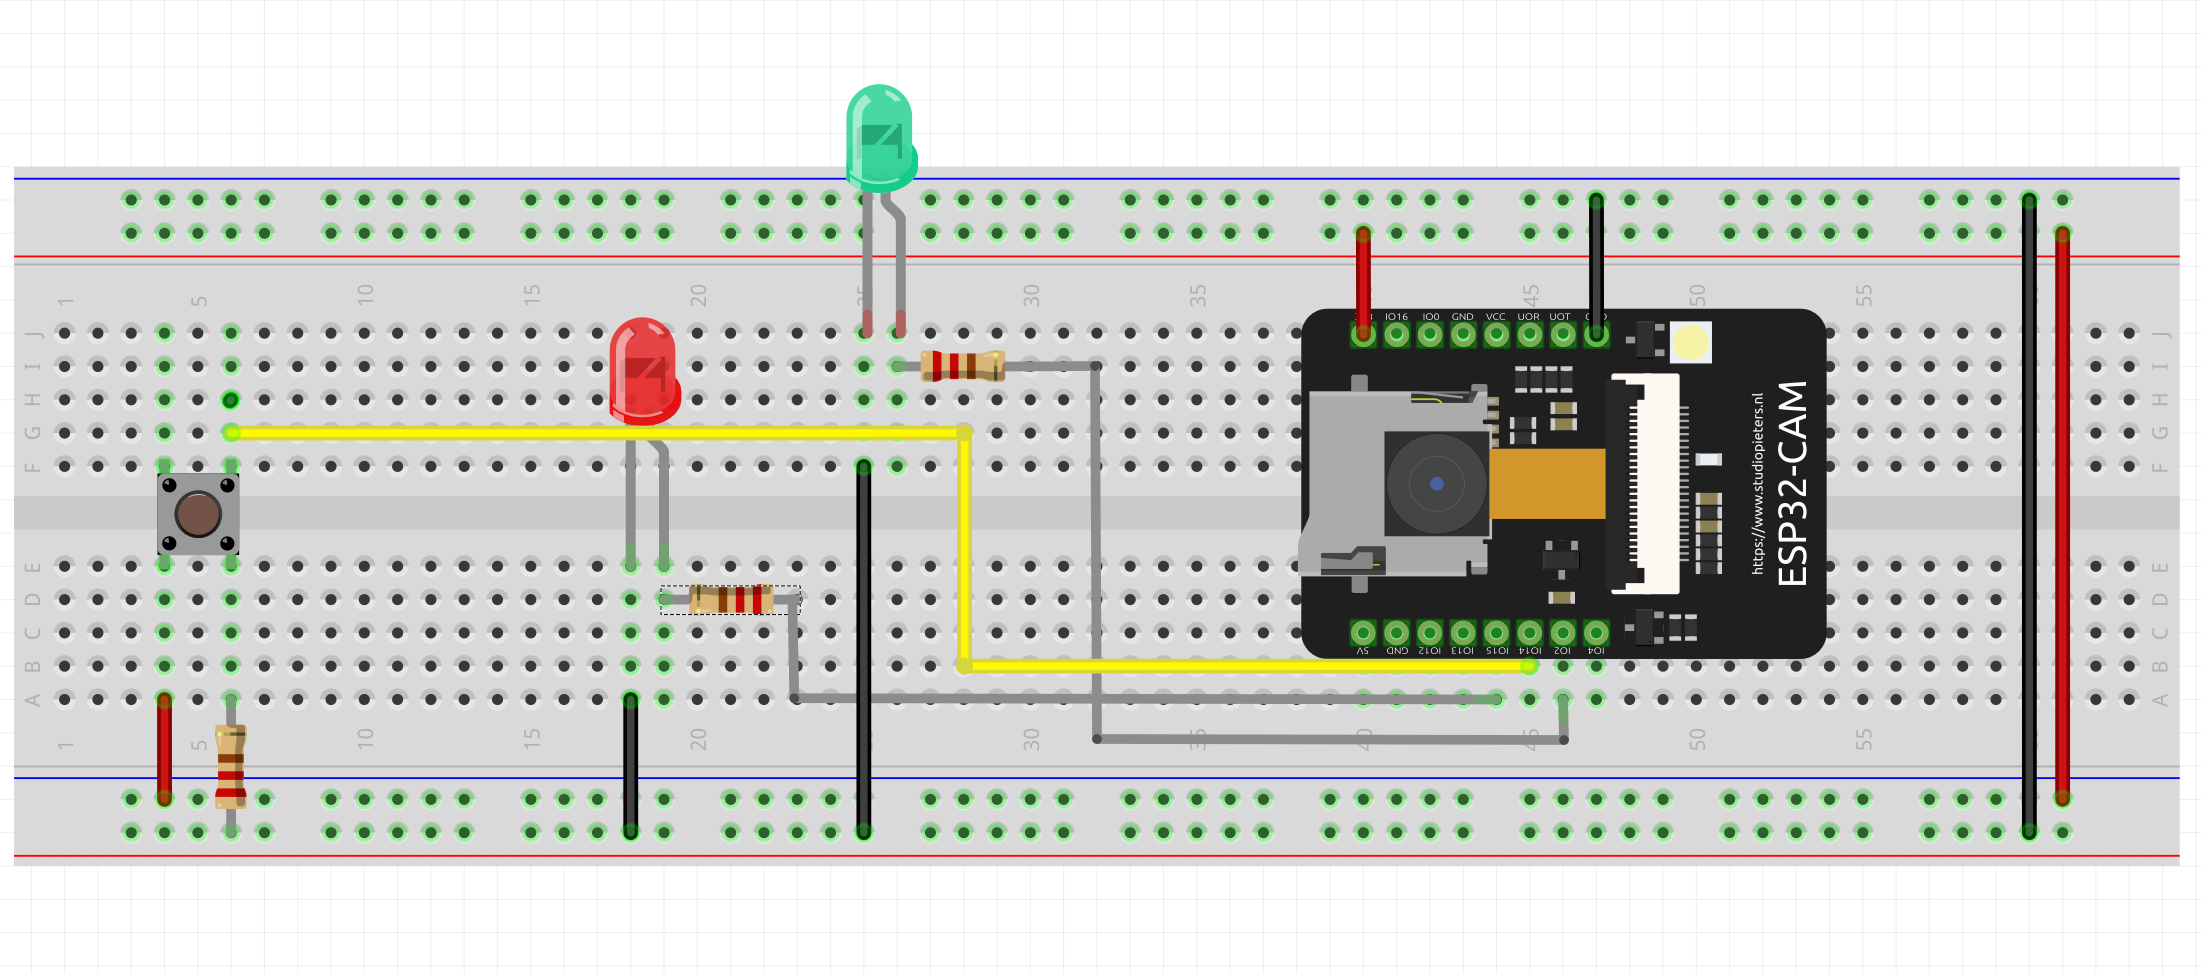 1 5 10 15 20 25 30 35 45 50 55
J J
I I
H H
G G
F F
IO16 IO0 GND VCC UOR UOT
https://www.studiopieters.nl
ESP32-CAM
E E
D D
C C
B B
A A
5V GND IO12 IO13 IO15 IO14 IO2 IO4
1 5 10 15 20 30 35 40 45 50 55